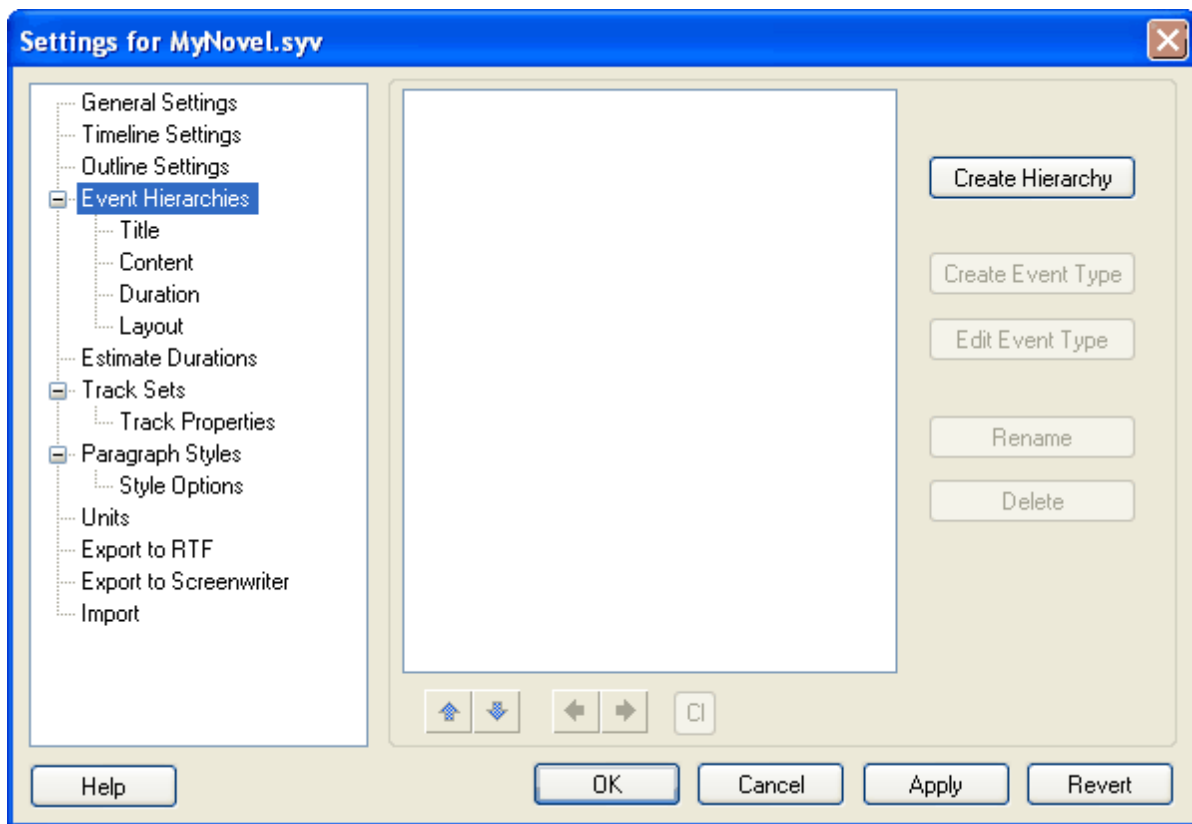 Settings for MyNovel.syv
General Settings
Timeline Settings
Outline Settings
Event Hierarchies
Title
Content
Duration
Layout
Estimate Durations
Track Sets
Track Properties
Paragraph Styles
Style Options
Units
Export to RTF
Export to Screenwriter
Import
Create Hierarchy
Create Event Type
Edit Event Type
Rename
Delete
Cl
Help
OK
Cancel
Apply
Revert